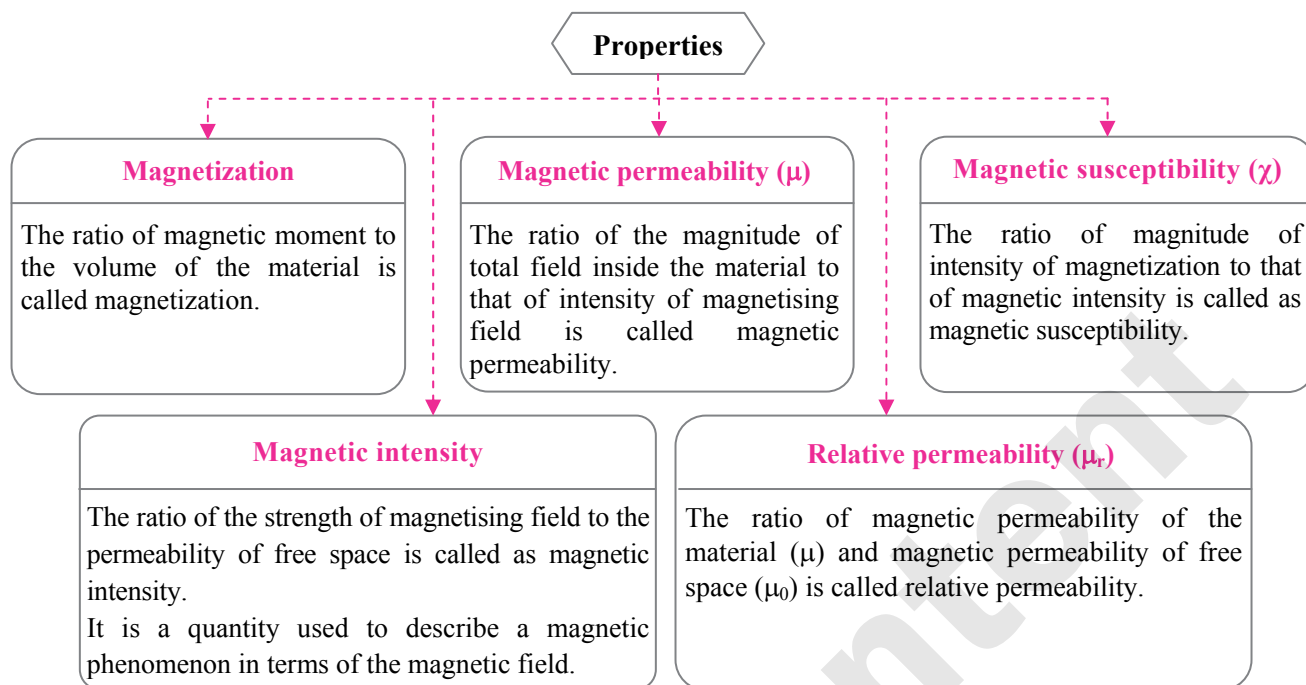 Properties
Magnetization
The ratio of magnetic moment to
the volume of the material is
called magnetization.
Magnetic permeability (μ)
The ratio of the magnitude of
total field inside the material to
that of intensity of magnetising
field is called magnetic
permeability.
Magnetic susceptibility (χ)
The ratio of magnitude of
intensity of magnetization to that
of magnetic intensity is called as
magnetic susceptibility.
Magnetic intensity
The ratio of the strength of magnetising field to the
permeability of free space is called as magnetic
intensity.
It is a quantity used to describe a magnetic
phenomenon in terms of the magnetic field.
Relative permeability (μr)
The ratio of magnetic permeability of the
material (μ) and magnetic permeability of free
space (μ0) is called relative permeability.
ntent